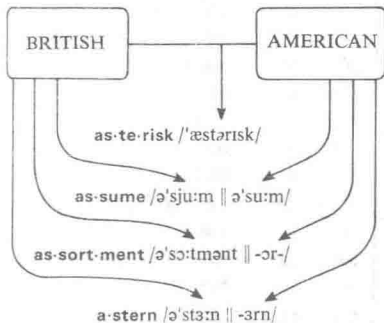 BRITISH AMERICAN
as·te·risk /ˈæstərɪsk/
as·sume /əˈsjuːm ‖ əˈsuːm/
as·sort·ment /əˈsɔːtmənt ‖ -ɔr-/
a·stern /əˈstɜːn ‖ -ɜrn/